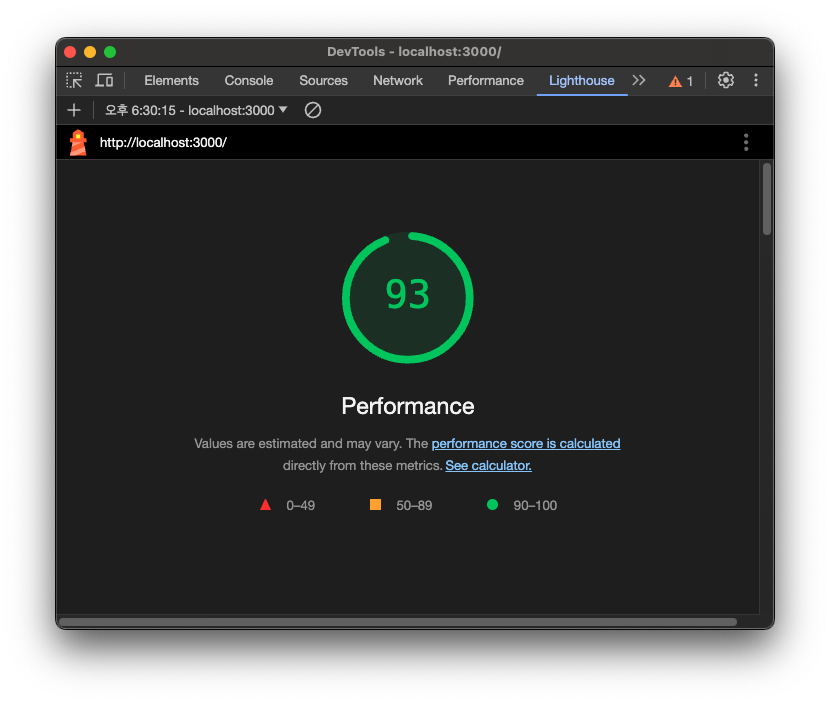 DevTools - localhost:3000/
Elements Console Sources Network Performance Lighthouse 1
오후 6:30:15 - localhost:3000
http://localhost:3000/
93
Performance
Values are estimated and may vary. The performance score is calculated
directly from these metrics. See calculator.
0–49 50–89 90–100